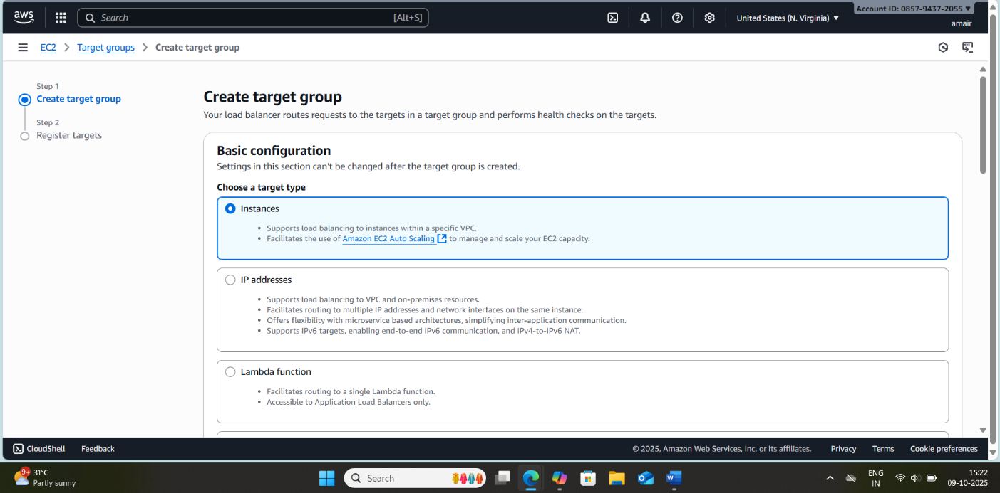 aws
Search
[Alt+S]
United States (N. Virginia)
Account ID: 0857-9437-2055
amair
EC2
Target groups
Create target group
Step 1
Create target group
Step 2
Register targets
Create target group
Your load balancer routes requests to the targets in a target group and performs health checks on the targets.
Basic configuration
Settings in this section can't be changed after the target group is created.
Choose a target type
Instances
Supports load balancing to instances within a specific VPC.
Facilitates the use of Amazon EC2 Auto Scaling to manage and scale your EC2 capacity.
IP addresses
Supports load balancing to VPC and on-premises resources.
Facilitates routing to multiple IP addresses and network interfaces on the same instance.
Offers flexibility with microservice based architectures, simplifying inter-application communication.
Supports IPv6 targets, enabling end-to-end IPv6 communication, and IPv4-to-IPv6 NAT.
Lambda function
Facilitates routing to a single Lambda function.
Accessible to Application Load Balancers only.
CloudShell
Feedback
© 2025, Amazon Web Services, Inc. or its affiliates.
Privacy
Terms
Cookie preferences
9+
31°C
Partly sunny
Search
ENG
IN
15:22
09-10-2025